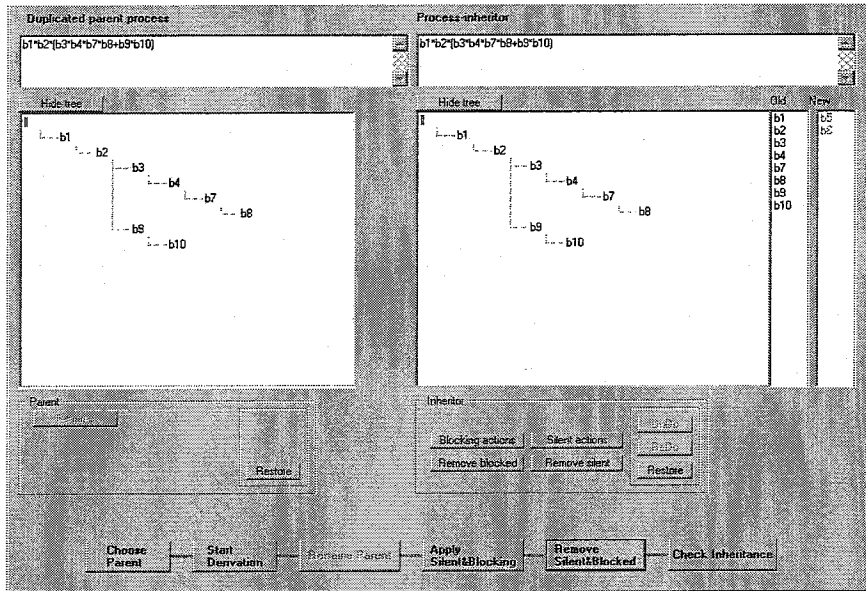 Duplicated parent process
Process-inheritor
b1*b2*(b3*b4*b7*b8+b9*b10)
b1*b2*(b3*b4*b7*b8+b9*b10)
Hide tree
Hide tree
Old
New
b1
b2
b3
b4
b7
b8
b9
b10
b1
b2
b3
b4
b7
b8
b9
b10
b1
b2
b3
b4
b7
b8
b9
b10
b5
Parent
Restore
Inheritor
Blocking actions
Silent actions
Remove blocked
Remove silent
UnDo
ReDo
Restore
Choose Parent
Start Derivation
Rename Parent
Apply Silent&Blocking
Remove Silent&Blocked
Check Inheritance